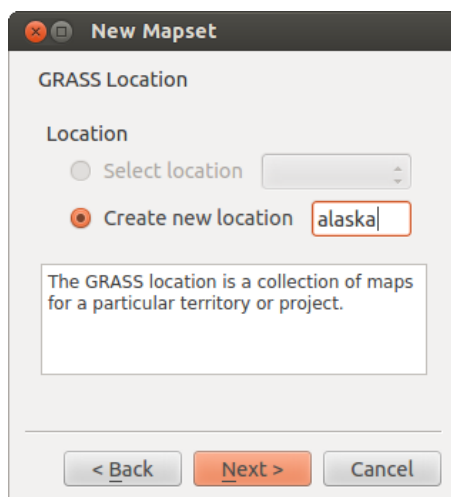 New Mapset
GRASS Location
Location
Select location
Create new location alaska
The GRASS location is a collection of maps
for a particular territory or project.
< Back Next > Cancel